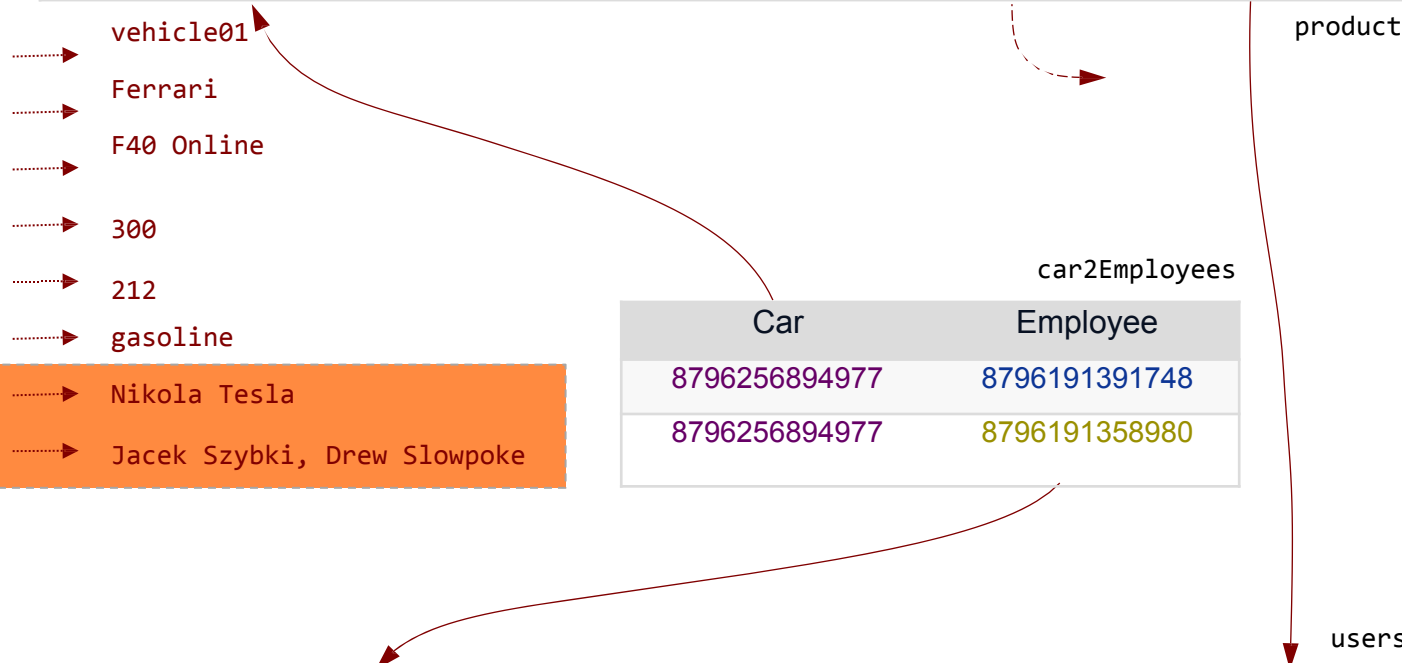 vehicle01
product
Ferrari
F40 Online
300
212
gasoline
Nikola Tesla
Jacek Szybki, Drew Slowpoke
car2Employees
Car Employee
8796256894977 8796191391748
8796256894977 8796191358980
users